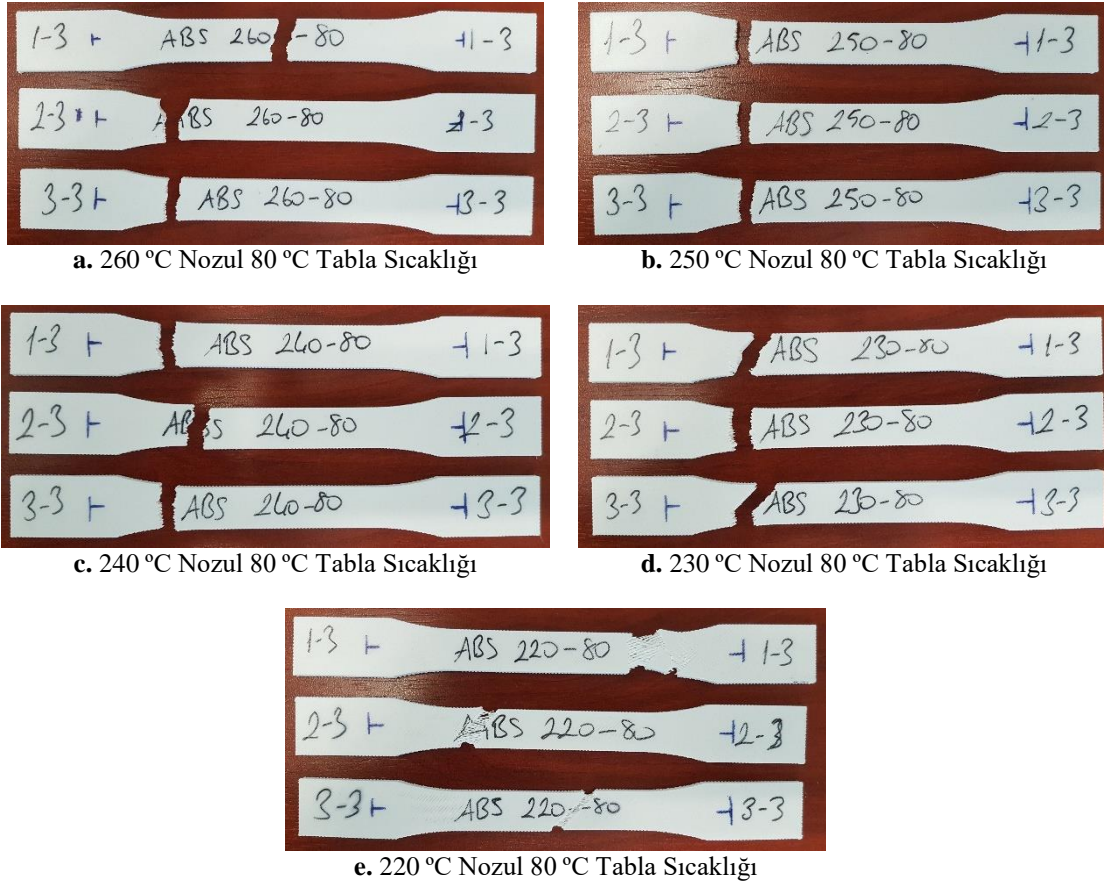 1-3 ABS 260-80 1-3
2-3 AABS 260-80 2-3
3-3 ABS 260-80 3-3
1-3 ABS 250-80 1-3
2-3 ABS 250-80 2-3
3-3 ABS 250-80 3-3
a. 260 ºC Nozul 80 ºC Tabla Sıcaklığı
b. 250 ºC Nozul 80 ºC Tabla Sıcaklığı
1-3 ABS 240-80 1-3
2-3 ABS 240-80 2-3
3-3 ABS 240-80 3-3
1-3 ABS 230-80 1-3
2-3 ABS 230-80 2-3
3-3 ABS 230-80 3-3
c. 240 ºC Nozul 80 ºC Tabla Sıcaklığı
d. 230 ºC Nozul 80 ºC Tabla Sıcaklığı
1-3 ABS 220-80 1-3
2-3 AABS 220-80 2-3
3-3 ABS 220-80 3-3
e. 220 ºC Nozul 80 ºC Tabla Sıcaklığı